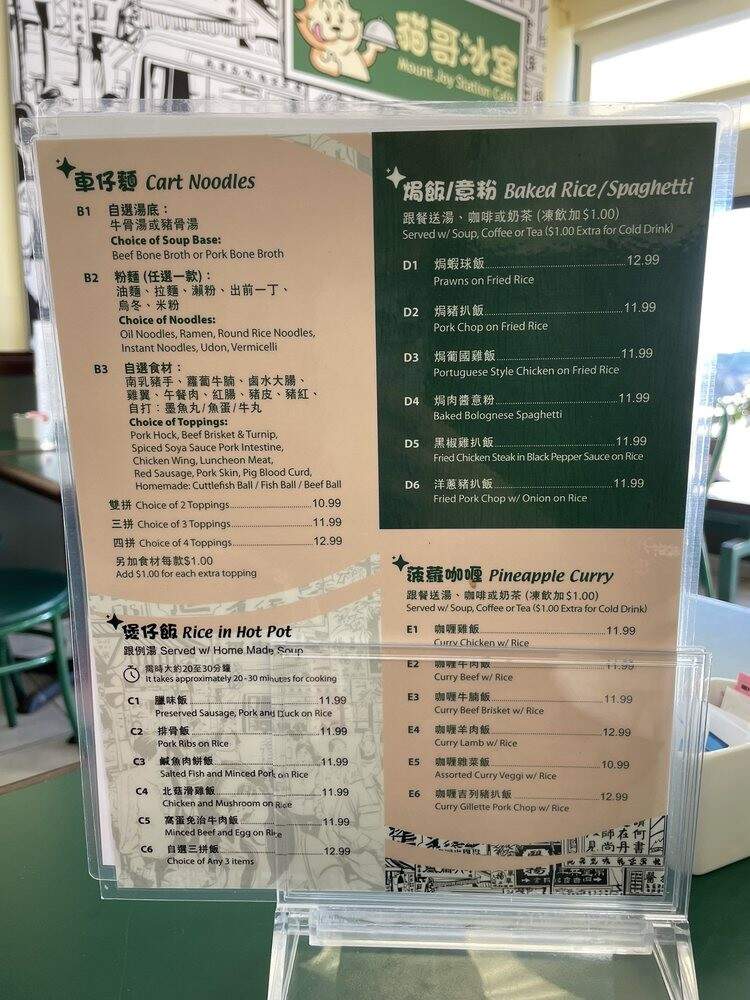 貓哥冰室
Mount Joy Station Cafe
車仔麵 Cart Noodles
B1 自選湯底：
牛骨湯或豬骨湯
Choice of Soup Base:
Beef Bone Broth or Pork Bone Broth
B2 粉麵 (任選一款)：
油麵、拉麵、瀨粉、出前一丁、
烏冬、米粉
Choice of Noodles:
Oil Noodles, Ramen, Round Rice Noodles,
Instant Noodles, Udon, Vermicelli
B3 自選食材：
南乳豬手、蘿蔔牛腩、鹵水大腸、
雞翼、午餐肉、紅腸、豬皮、豬紅、
自打：墨魚丸/魚蛋/牛丸
Choice of Toppings:
Pork Hock, Beef Brisket & Turnip,
Spiced Soya Sauce Pork Intestine,
Chicken Wing, Luncheon Meat,
Red Sausage, Pork Skin, Pig Blood Curd,
Homemade: Cuttlefish Ball / Fish Ball / Beef Ball
雙拼 Choice of 2 Toppings 10.99
三拼 Choice of 3 Toppings 11.99
四拼 Choice of 4 Toppings 12.99
另加食材每款$1.00
Add $1.00 for each extra topping
煲仔飯 Rice in Hot Pot
跟例湯 Served w/ Home Made Soup
需時大約20至30分鐘
It takes approximately 20 - 30 minutes for cooking
C1 臘味飯 11.99
Preserved Sausage, Pork and Duck on Rice
C2 排骨飯 11.99
Pork Ribs on Rice
C3 鹹魚肉餅飯 11.99
Salted Fish and Minced Pork on Rice
C4 北菇滑雞飯 11.99
Chicken and Mushroom on Rice
C5 窩蛋免治牛肉飯 11.99
Minced Beef and Egg on Rice
C6 自選三拼飯 12.99
Choice of Any 3 items
焗飯/意粉 Baked Rice/Spaghetti
跟餐送湯、咖啡或奶茶 (凍飲加$1.00)
Served w/ Soup, Coffee or Tea ($1.00 Extra for Cold Drink)
D1 焗蝦球飯 12.99
Prawns on Fried Rice
D2 焗豬扒飯 11.99
Pork Chop on Fried Rice
D3 焗葡國雞飯 11.99
Portuguese Style Chicken on Fried Rice
D4 焗肉醬意粉 11.99
Baked Bolognese Spaghetti
D5 黑椒雞扒飯 11.99
Fried Chicken Steak in Black Pepper Sauce on Rice
D6 洋蔥豬扒飯 11.99
Fried Pork Chop w/ Onion on Rice
菠蘿咖喱 Pineapple Curry
跟餐送湯、咖啡或奶茶 (凍飲加$1.00)
Served w/ Soup, Coffee or Tea ($1.00 Extra for Cold Drink)
E1 咖喱雞飯 11.99
Curry Chicken w/ Rice
E2 咖喱牛肉飯 11.99
Curry Beef w/ Rice
E3 咖喱牛腩飯 11.99
Curry Beef Brisket w/ Rice
E4 咖喱羊肉飯 12.99
Curry Lamb w/ Rice
E5 咖喱雜菜飯 10.99
Assorted Curry Veggi w/ Rice
E6 咖喱吉列豬扒飯 12.99
Curry Gillette Pork Chop w/ Rice